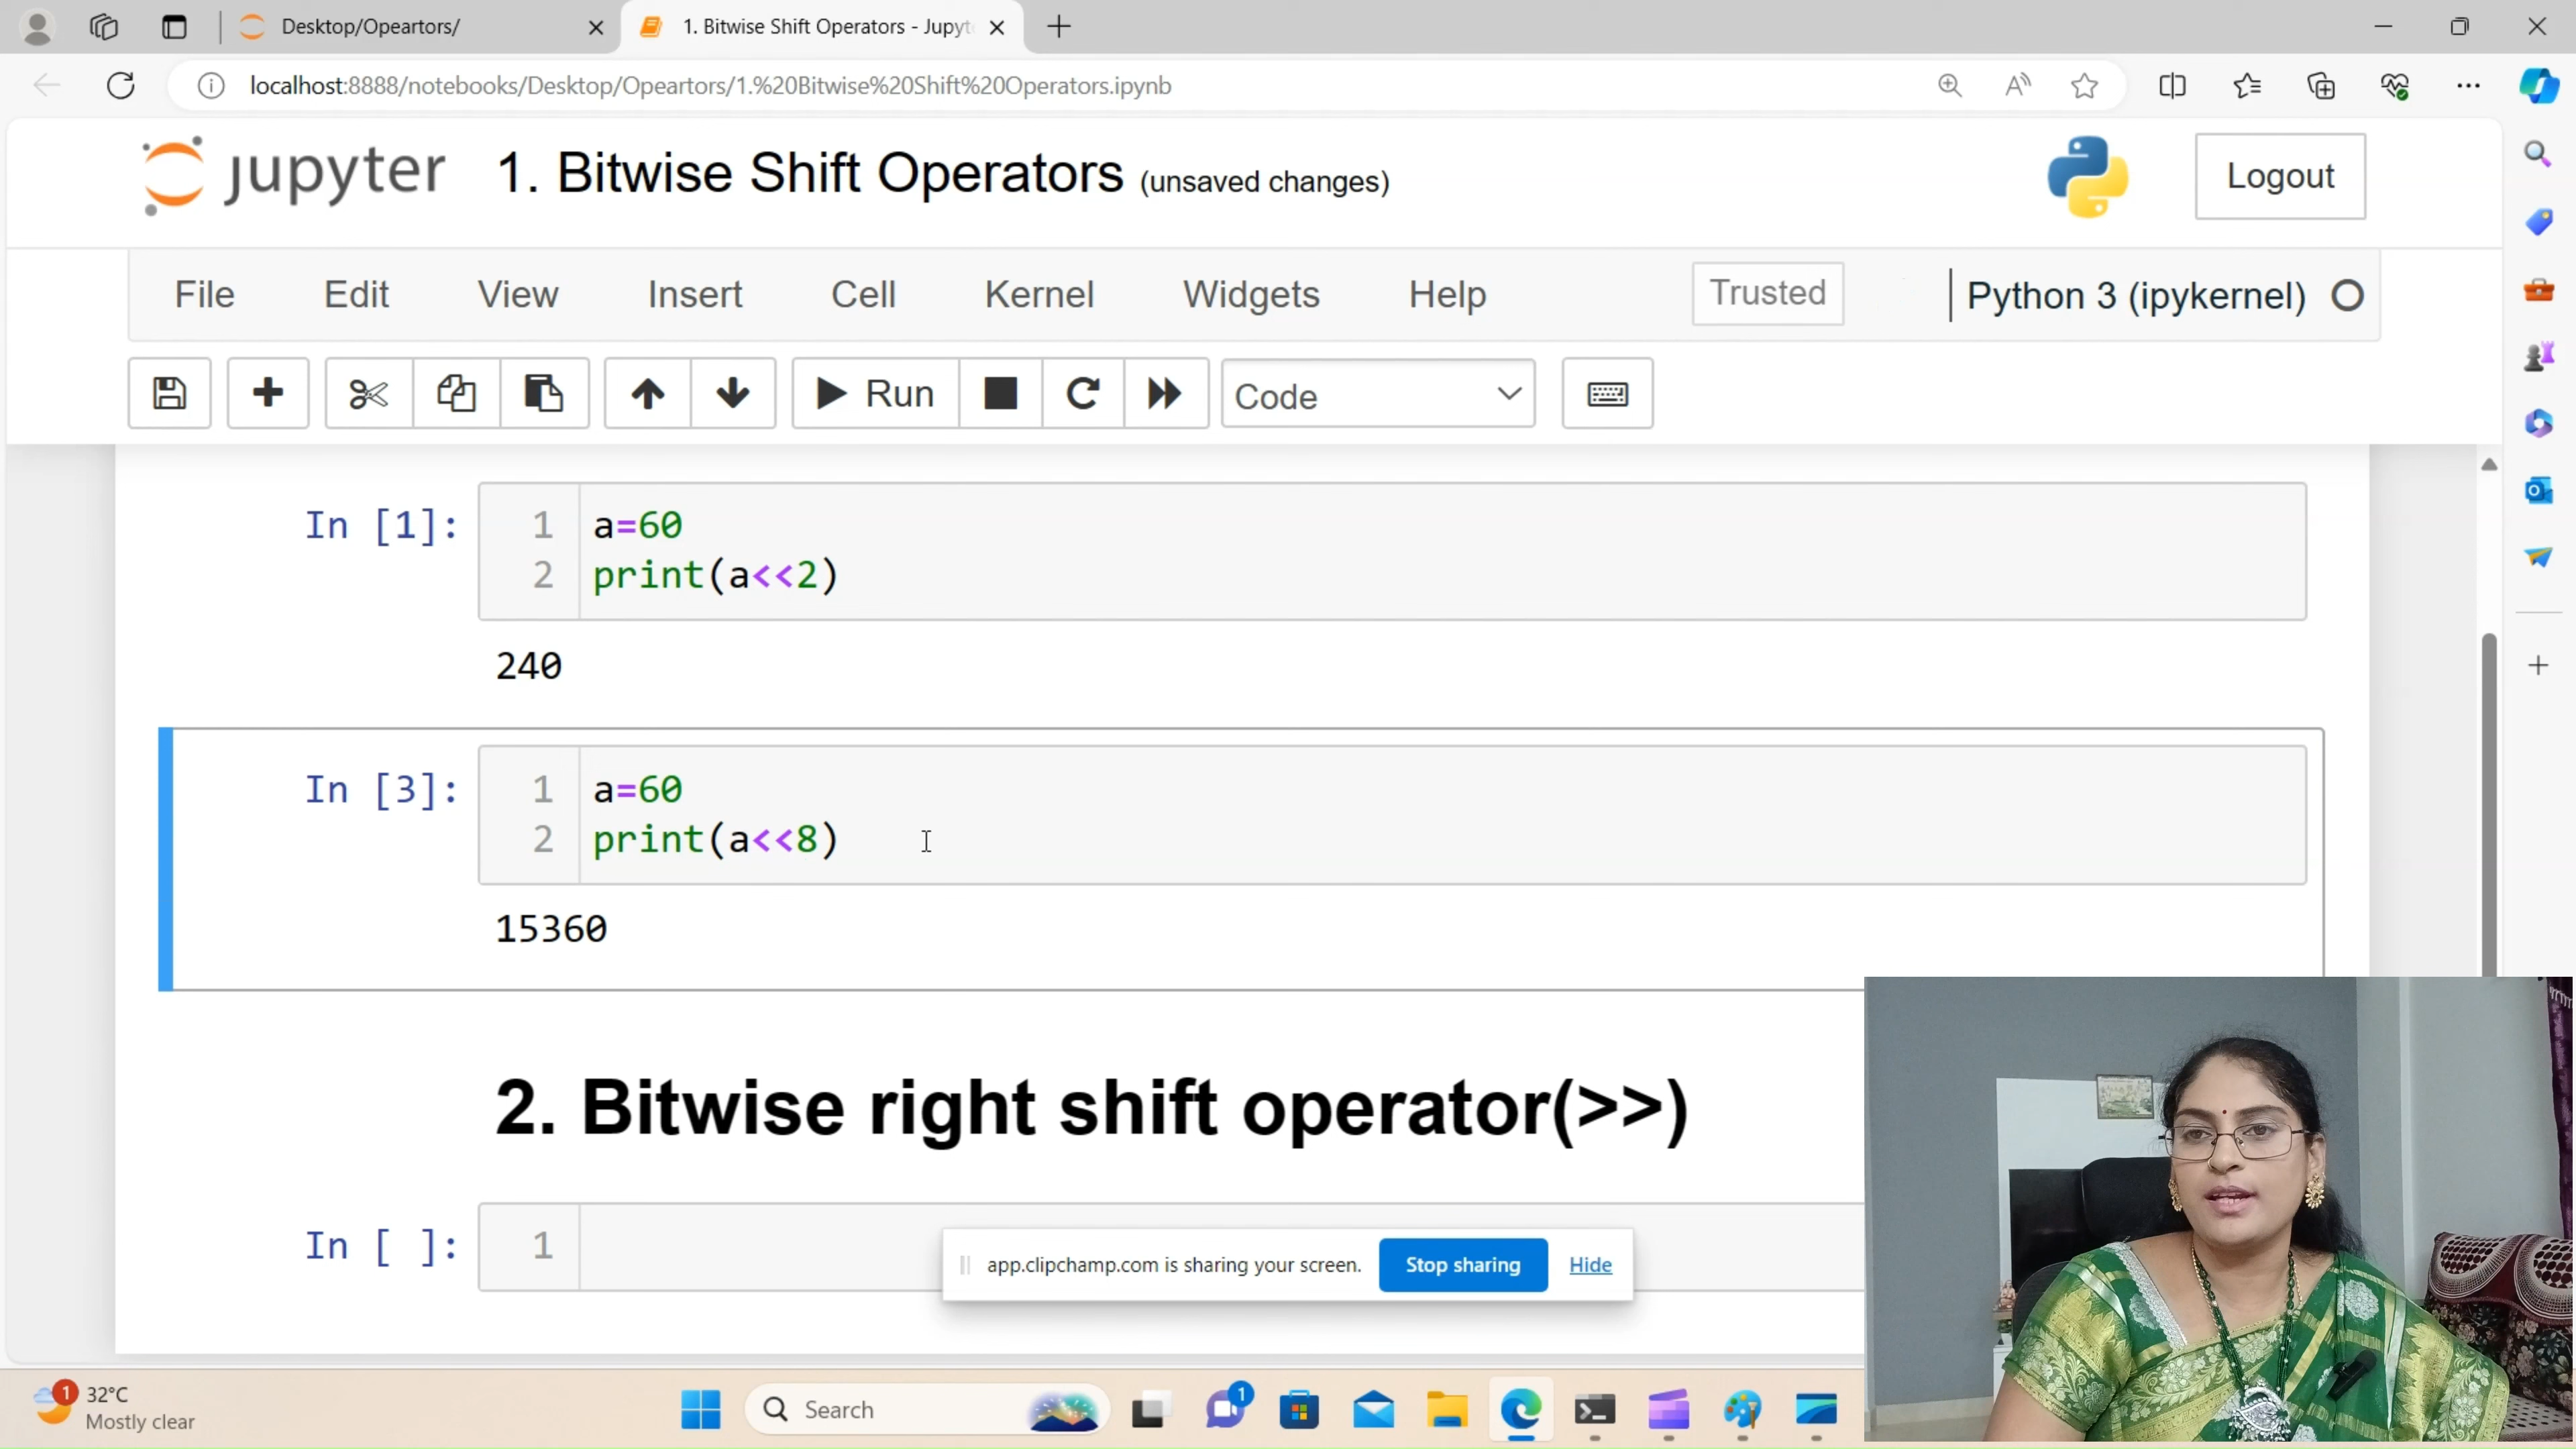 Desktop/Opeartors/
1. Bitwise Shift Operators - Jupyt
localhost:8888/notebooks/Desktop/Opeartors/1.%20Bitwise%20Shift%20Operators.ipynb
jupyter 1. Bitwise Shift Operators (unsaved changes)
Logout
File Edit View Insert Cell Kernel Widgets Help Trusted Python 3 (ipykernel)
Run Code
In [1]: 1 a=60
2 print(a<<2)
240
In [3]: 1 a=60
2 print(a<<8)
15360
2. Bitwise right shift operator(>>)
In [ ]: 1
app.clipchamp.com is sharing your screen. Stop sharing Hide
1 32°C
Mostly clear
Search
1